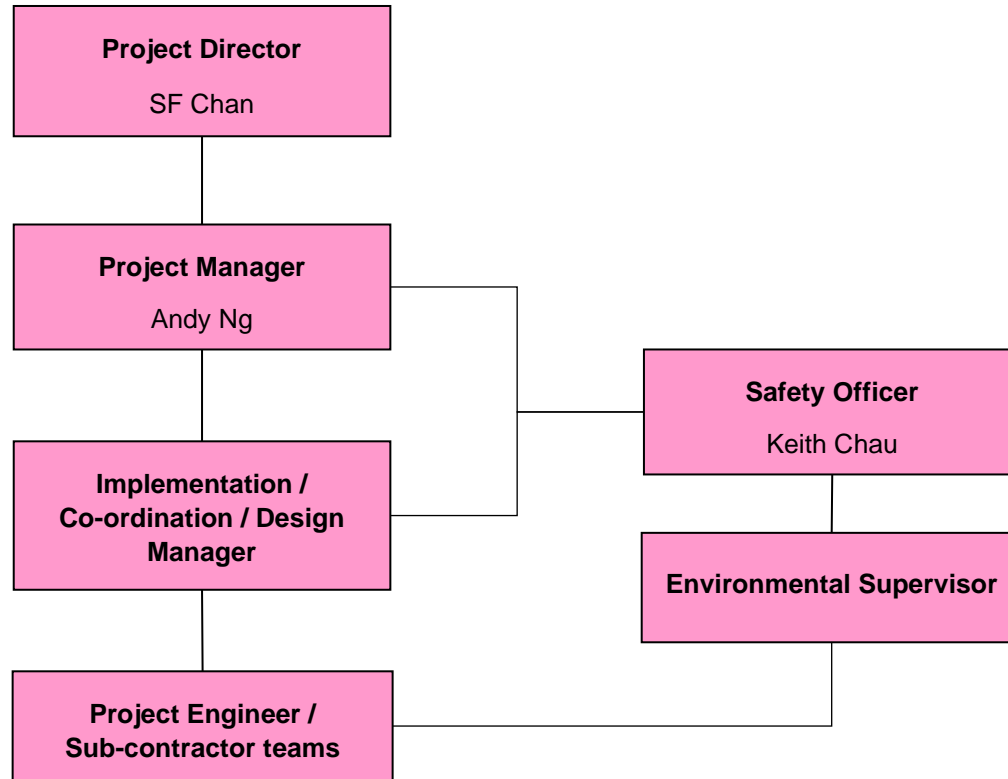 Project Director
SF Chan
Project Manager
Andy Ng
Safety Officer
Keith Chau
Implementation /
Co-ordination / Design
Manager
Environmental Supervisor
Project Engineer /
Sub-contractor teams